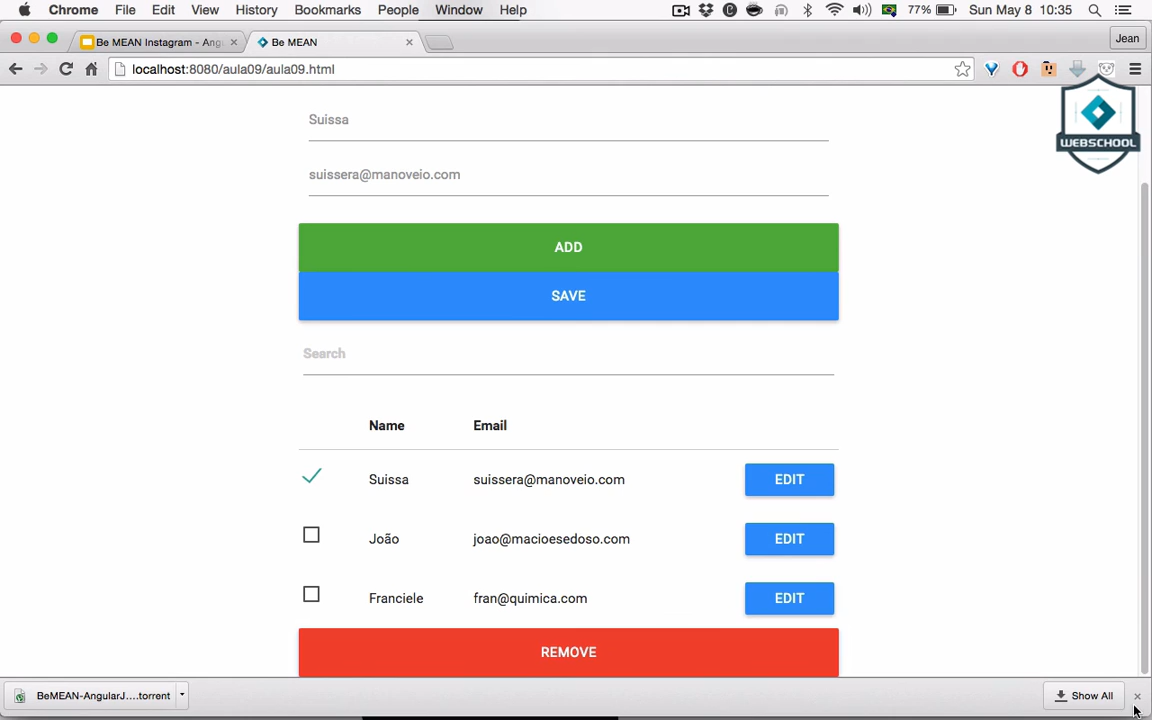 Chrome File Edit View History Bookmarks People Window Help 77% Sun May 8 10:35
Be MEAN Instagram - Ang Be MEAN Jean
localhost:8080/aula09/aula09.html
WEBSCHOOL
Suissa
suissera@manoveio.com
ADD
SAVE
Search
Name Email
Suissa suissera@manoveio.com EDIT
João joao@macioesedoso.com EDIT
Franciele fran@quimica.com EDIT
REMOVE
BeMEAN-AngularJ....torrent Show All